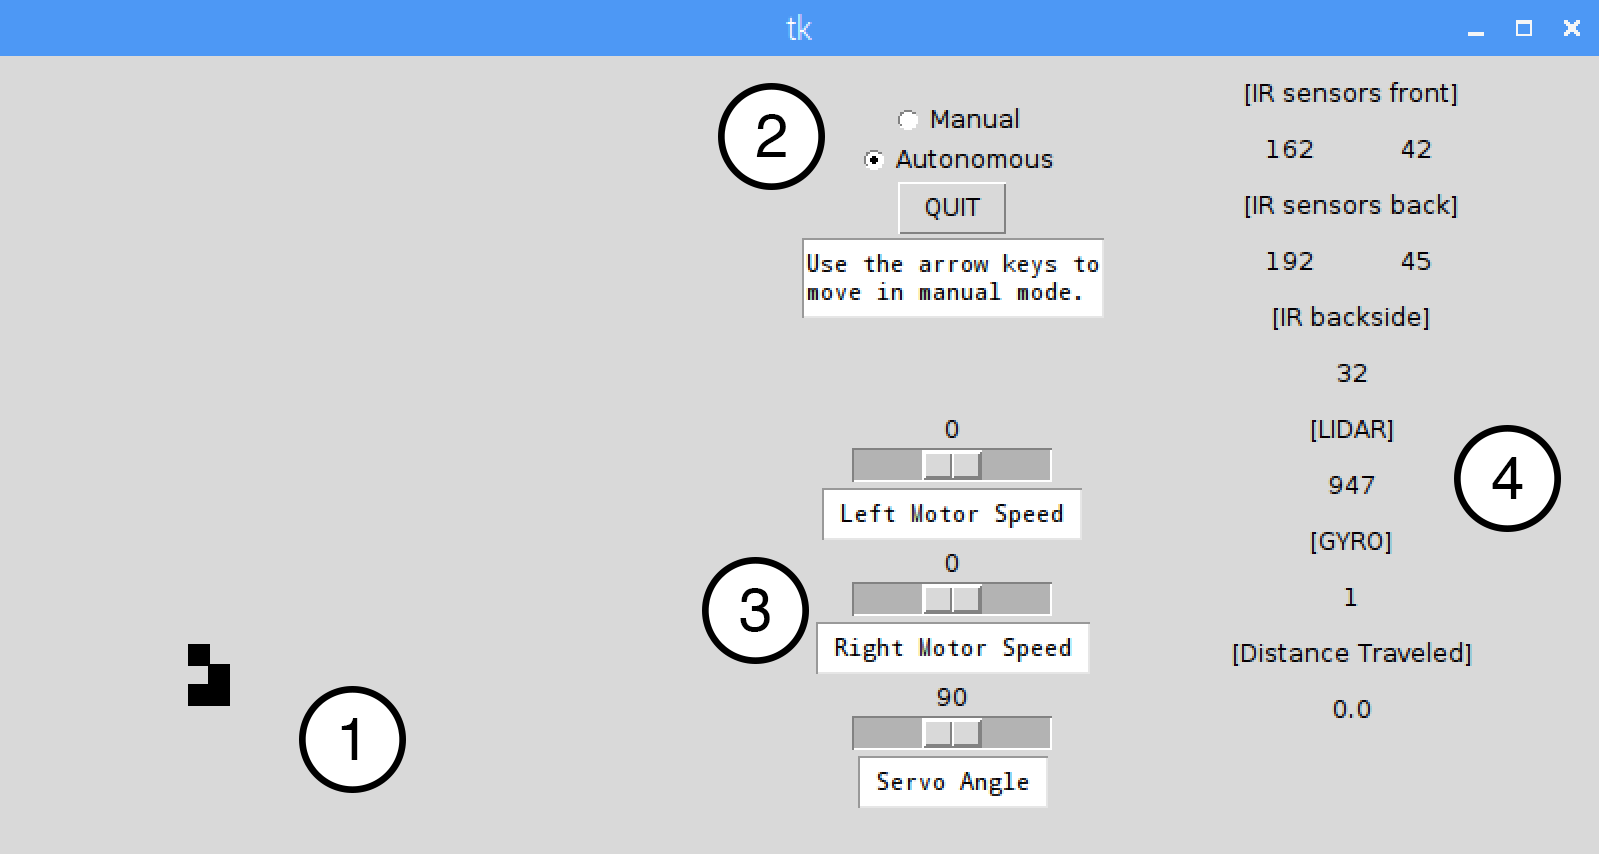 tk
2
Manual
Autonomous
QUIT
Use the arrow keys to
move in manual mode.
0
Left Motor Speed
0
3
Right Motor Speed
90
Servo Angle
1
[IR sensors front]
162 42
[IR sensors back]
192 45
[IR backside]
32
[LIDAR]
947
4
[GYRO]
1
[Distance Traveled]
0.0